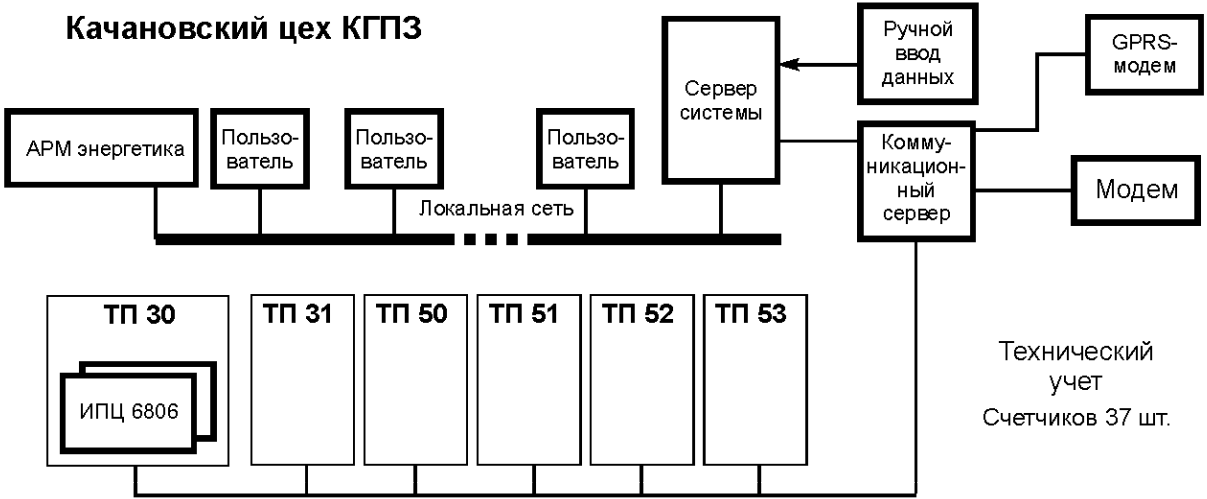 Качановский цех КГПЗ
Ручной
ввод
данных
GPRS-
модем
Сервер
системы
АРМ энергетика
Пользо-
ватель
Пользо-
ватель
Пользо-
ватель
Комму-
никацион-
ный
сервер
Модем
Локальная сеть
ТП 30
ТП 31
ТП 50
ТП 51
ТП 52
ТП 53
ИПЦ 6806
Технический
учет
Счетчиков 37 шт.